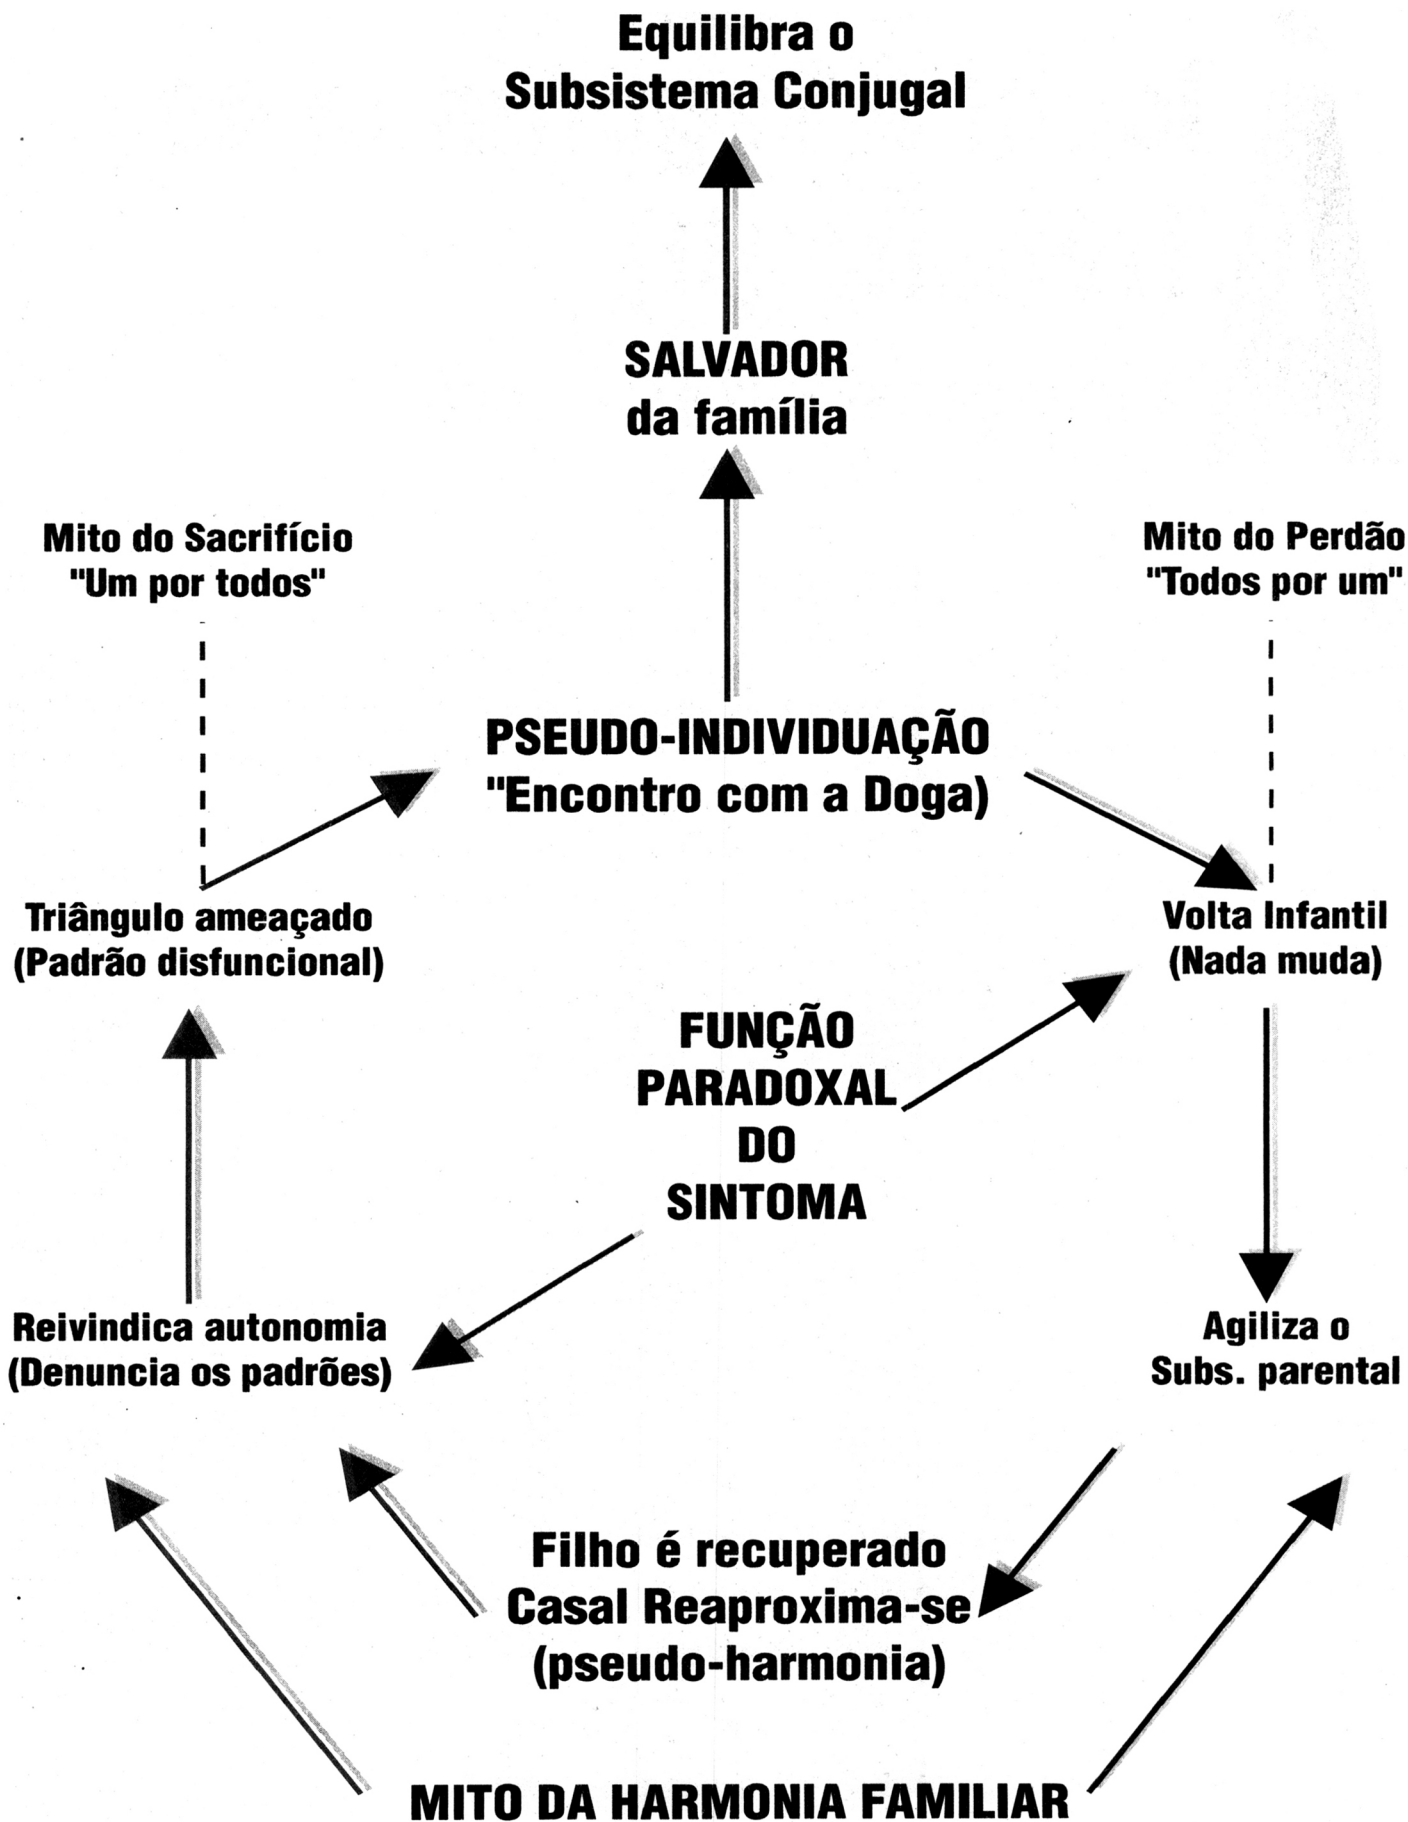 Equilibra o
Subsistema Conjugal
SALVADOR
da família
Mito do Sacrifício
"Um por todos"
Mito do Perdão
"Todos por um"
PSEUDO-INDIVIDUAÇÃO
"Encontro com a Doga)
Triângulo ameaçado
(Padrão disfuncional)
Volta Infantil
(Nada muda)
FUNÇÃO
PARADOXAL
DO
SINTOMA
Reivindica autonomia
(Denuncia os padrões)
Agiliza o
Subs. parental
Filho é recuperado
Casal Reaproxima-se
(pseudo-harmonia)
MITO DA HARMONIA FAMILIAR